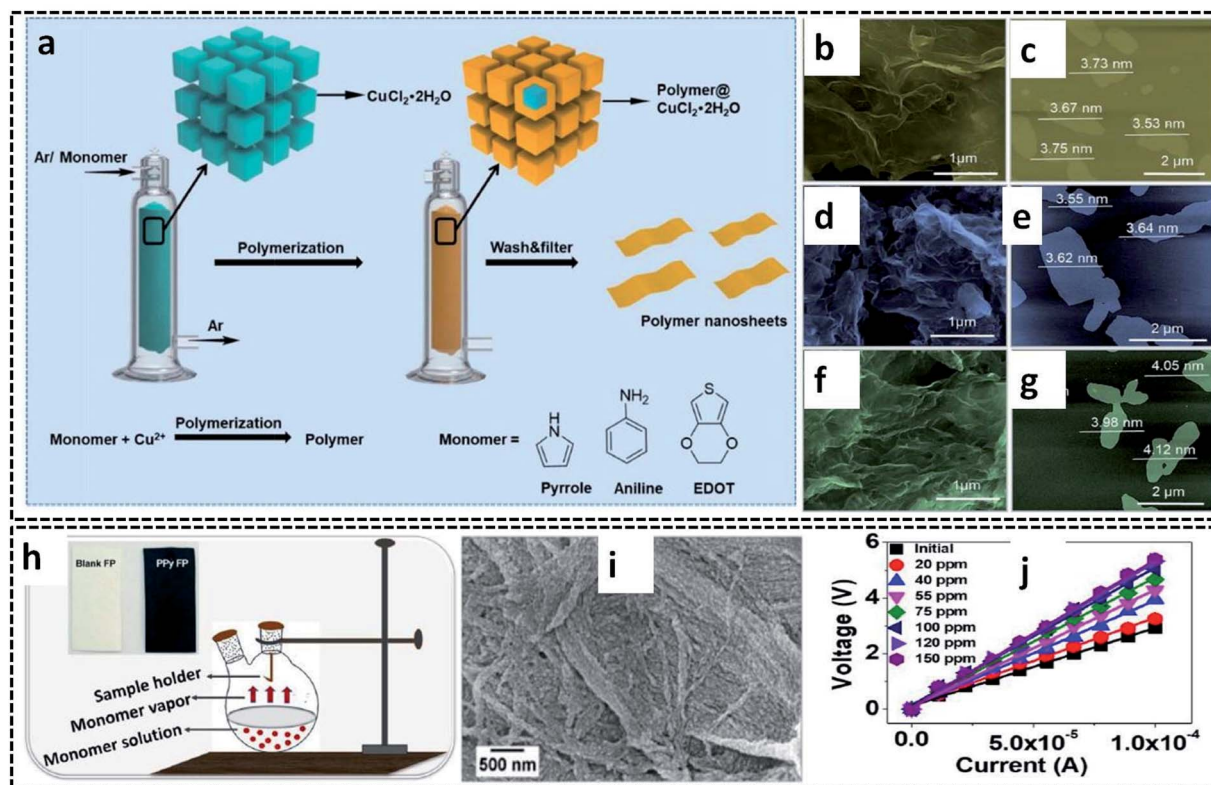 a
CuCl₂•2H₂O
Polymer@
CuCl₂•2H₂O
Ar/ Monomer
Polymerization
Wash&filter
Ar
Polymer nanosheets
Monomer + Cu²⁺
Polymerization
Polymer
Monomer =
H
N
NH₂
S
O
O
Pyrrole
Aniline
EDOT
b
1μm
c
3.73 nm
3.67 nm
3.53 nm
3.75 nm
2 μm
d
1μm
e
3.55 nm
3.64 nm
3.62 nm
2 μm
f
1μm
g
4.05 nm
3.98 nm
4.12 nm
2 μm
h
Blank FP
PPy FP
Sample holder
Monomer vapor
Monomer solution
i
500 nm
j
Voltage (V)
6
4
2
0
Initial
20 ppm
40 ppm
55 ppm
75 ppm
100 ppm
120 ppm
150 ppm
0.0
5.0x10⁻⁵
1.0x10⁻⁴
Current (A)